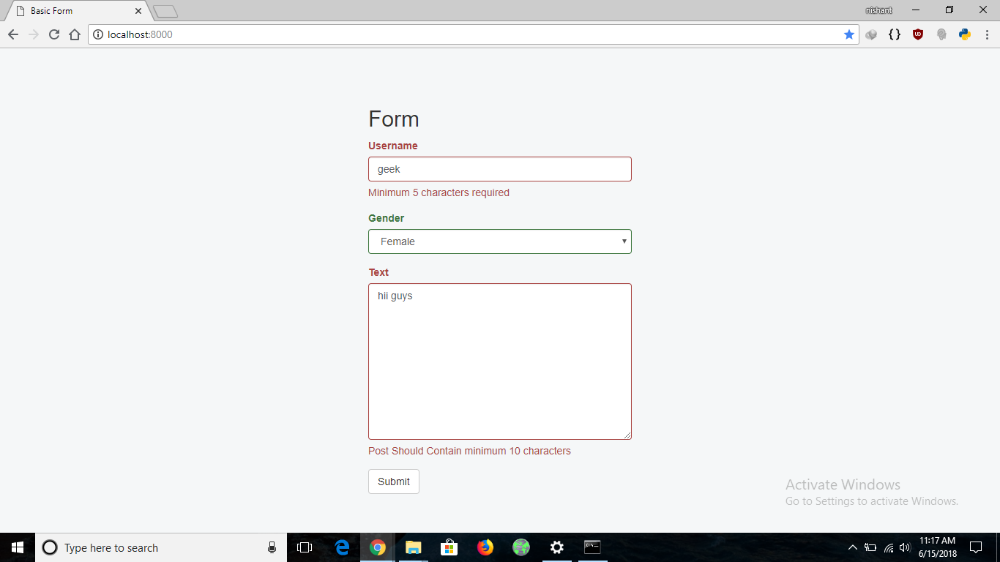 Basic Form
nishant
localhost:8000
Form
Username
geek
Minimum 5 characters required
Gender
Female
Text
hii guys
Post Should Contain minimum 10 characters
Submit
Activate Windows
Go to Settings to activate Windows.
Type here to search
11:17 AM
6/15/2018